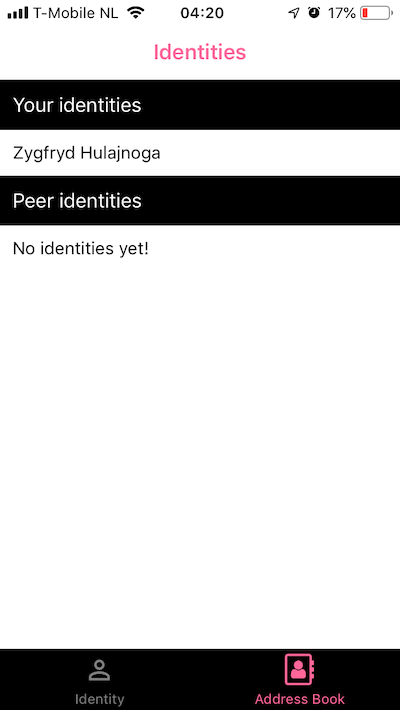 T-Mobile NL 04:20 17%
Identities
Your identities
Zygfryd Hulajnoga
Peer identities
No identities yet!
Identity Address Book